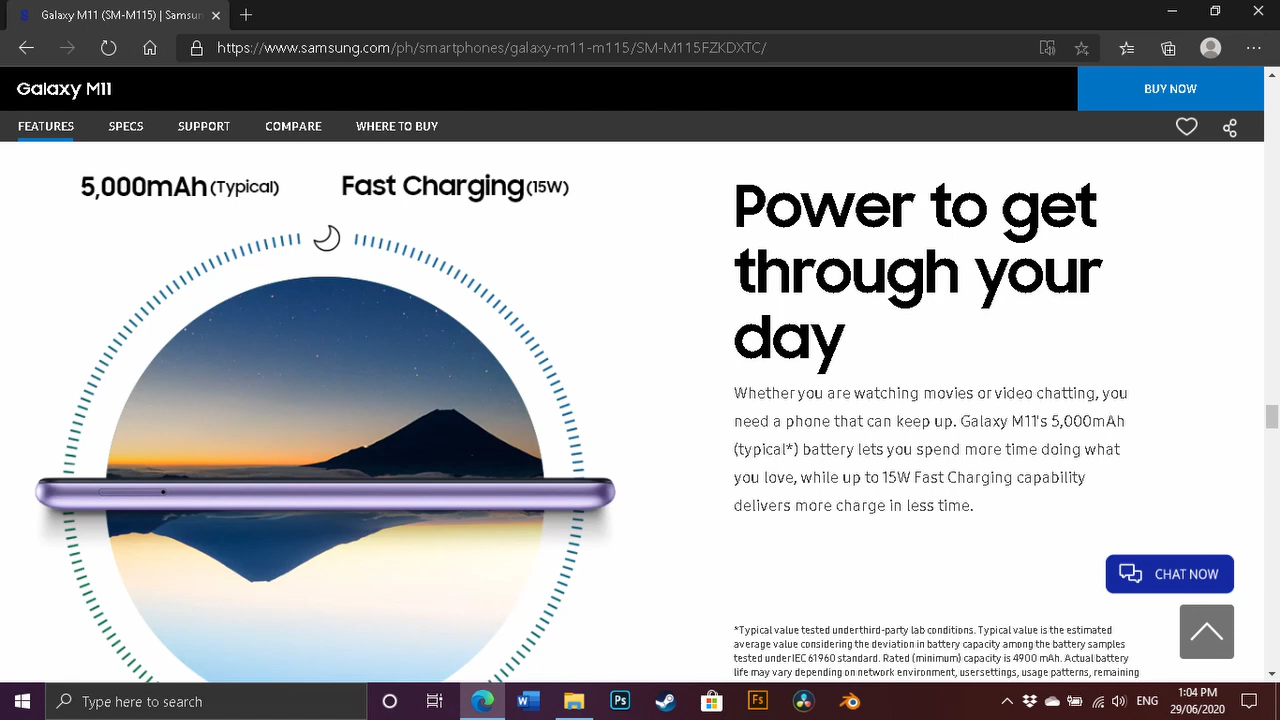 Galaxy M11 (SM-M115) | Samsu
https://www.samsung.com/ph/smartphones/galaxy-m11-m115/SM-M115FZKDXTC/
Galaxy M11
BUY NOW
FEATURES SPECS SUPPORT COMPARE WHERE TO BUY
5,000mAh (Typical) Fast Charging (15W)
Power to get
through your
day
Whether you are watching movies or video chatting, you
need a phone that can keep up. Galaxy M11's 5,000mAh
(typical*) battery lets you spend more time doing what
you love, while up to 15W Fast Charging capability
delivers more charge in less time.
CHAT NOW
*Typical value tested under third-party lab conditions. Typical value is the estimated
average value considering the deviation in battery capacity among the battery samples
tested under IEC 61960 standard. Rated (minimum) capacity is 4900 mAh. Actual battery
life may vary depending on network environment, user settings, usage patterns, remaining
Type here to search
W
Ps
Fs
ENG
1:04 PM
29/06/2020